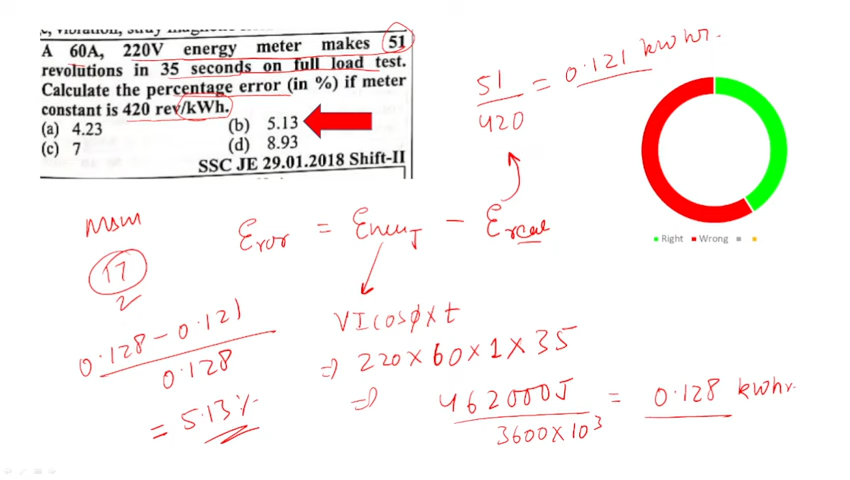 A 60A, 220V energy meter makes 51
revolutions in 35 seconds on full load test.
Calculate the percentage error (in %) if meter
constant is 420 rev/kWh.
(a) 4.23 (b) 5.13
(c) 7 (d) 8.93
SSC JE 29.01.2018 Shift-II
51/420 = 0.121 kwhr.
Right Wrong
msm
17
2
Error = Energy - Ereal
0.128 - 0.121 / 0.128
= 5.13 %
VI cosϕ x t
⇒ 220 x 60 x 1 x 35
⇒ 462000J / 3600 x 10³ = 0.128 kwhr.